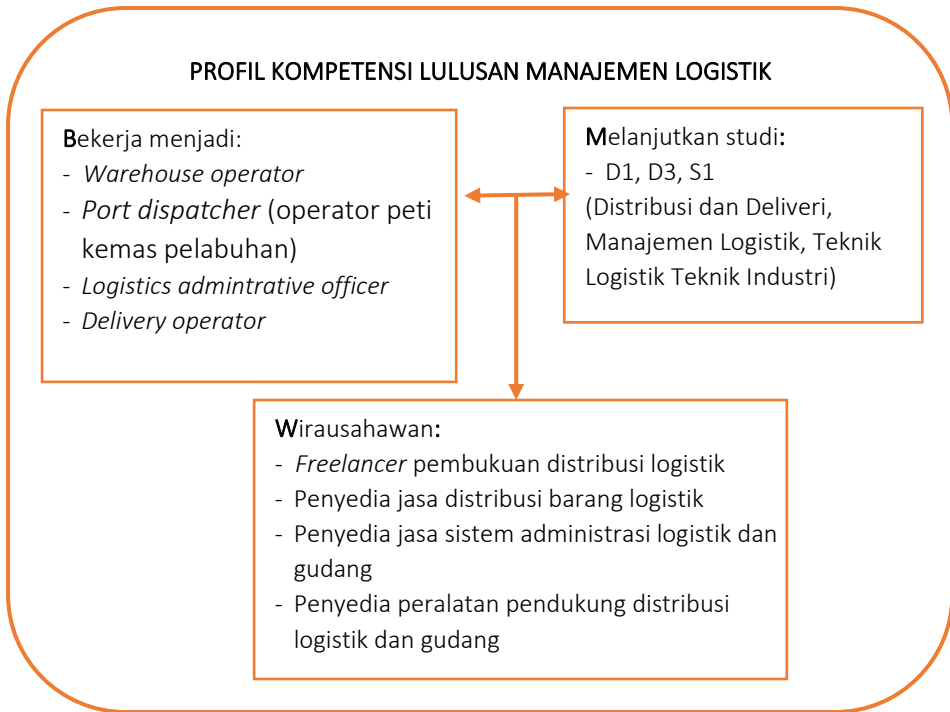 PROFIL KOMPETENSI LULUSAN MANAJEMEN LOGISTIK
Bekerja menjadi:
- Warehouse operator
- Port dispatcher (operator peti
kemas pelabuhan)
- Logistics admintrative officer
- Delivery operator
Melanjutkan studi:
- D1, D3, S1
(Distribusi dan Deliveri,
Manajemen Logistik, Teknik
Logistik Teknik Industri)
Wirausahawan:
- Freelancer pembukuan distribusi logistik
- Penyedia jasa distribusi barang logistik
- Penyedia jasa sistem administrasi logistik dan
gudang
- Penyedia peralatan pendukung distribusi
logistik dan gudang